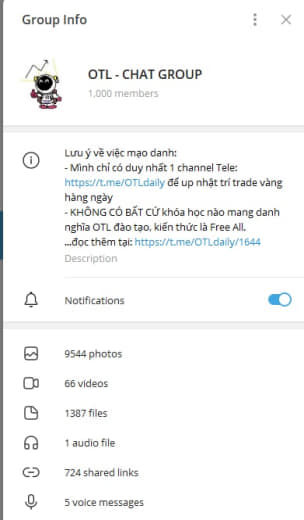 Group Info
OTL - CHAT GROUP
1,000 members
Lưu ý về việc mạo danh:
- Mình chỉ có duy nhất 1 channel Tele:
https://t.me/OTLdaily để up nhật trí trade vàng
hàng ngày
- KHÔNG CÓ BẤT CỨ khóa học nào mang danh
nghĩa OTL đào tạo, kiến thức là Free All.
...đọc thêm tại: https://t.me/OTLdaily/1644
Description
Notifications
9544 photos
66 videos
1387 files
1 audio file
724 shared links
5 voice messages